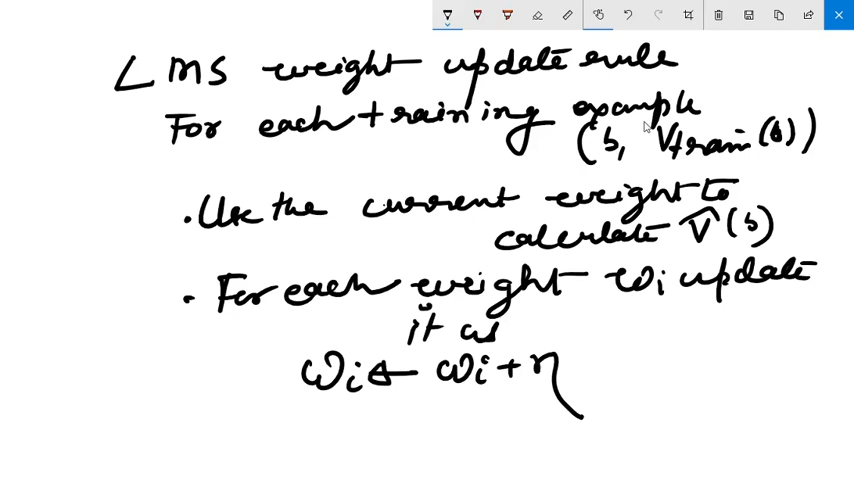 LMS weight update rule
For each training example
(b, Vtrain(b))
• Use the current weight to
calculate V̂(b)
• For each weight wi update
it as
wi ← wi + η